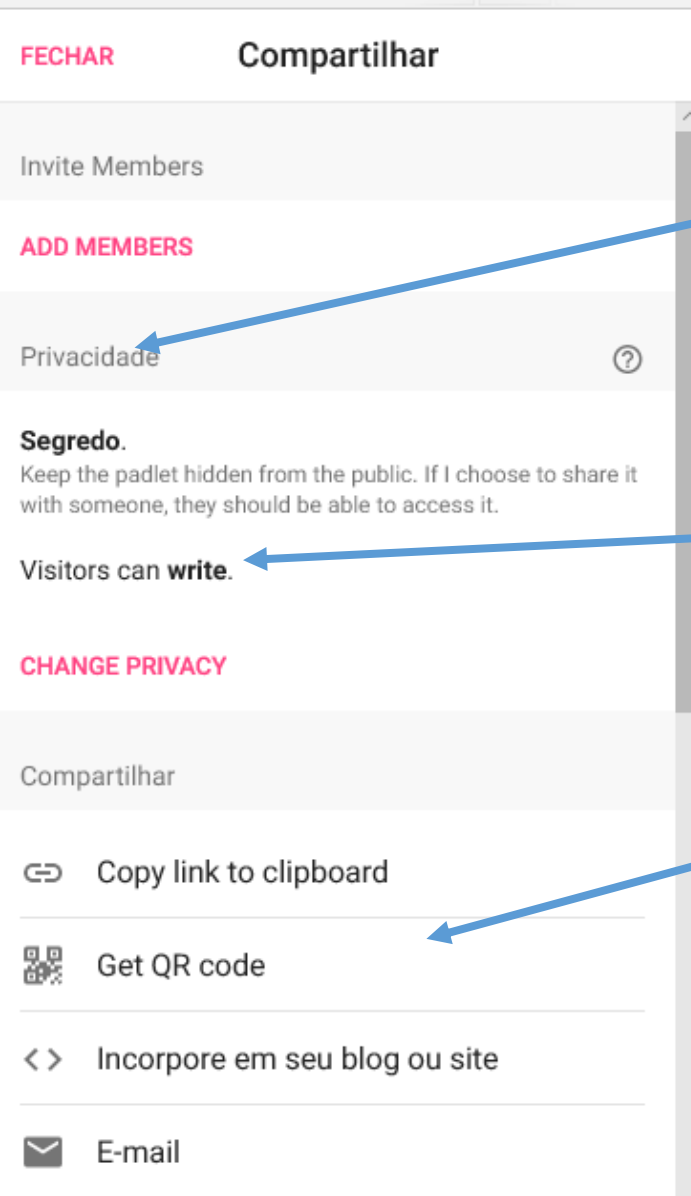 FECHAR Compartilhar
Invite Members
ADD MEMBERS
Privacidade
Segredo.
Keep the padlet hidden from the public. If I choose to share it
with someone, they should be able to access it.
Visitors can write.
CHANGE PRIVACY
Compartilhar
Copy link to clipboard
Get QR code
Incorpore em seu blog ou site
E-mail